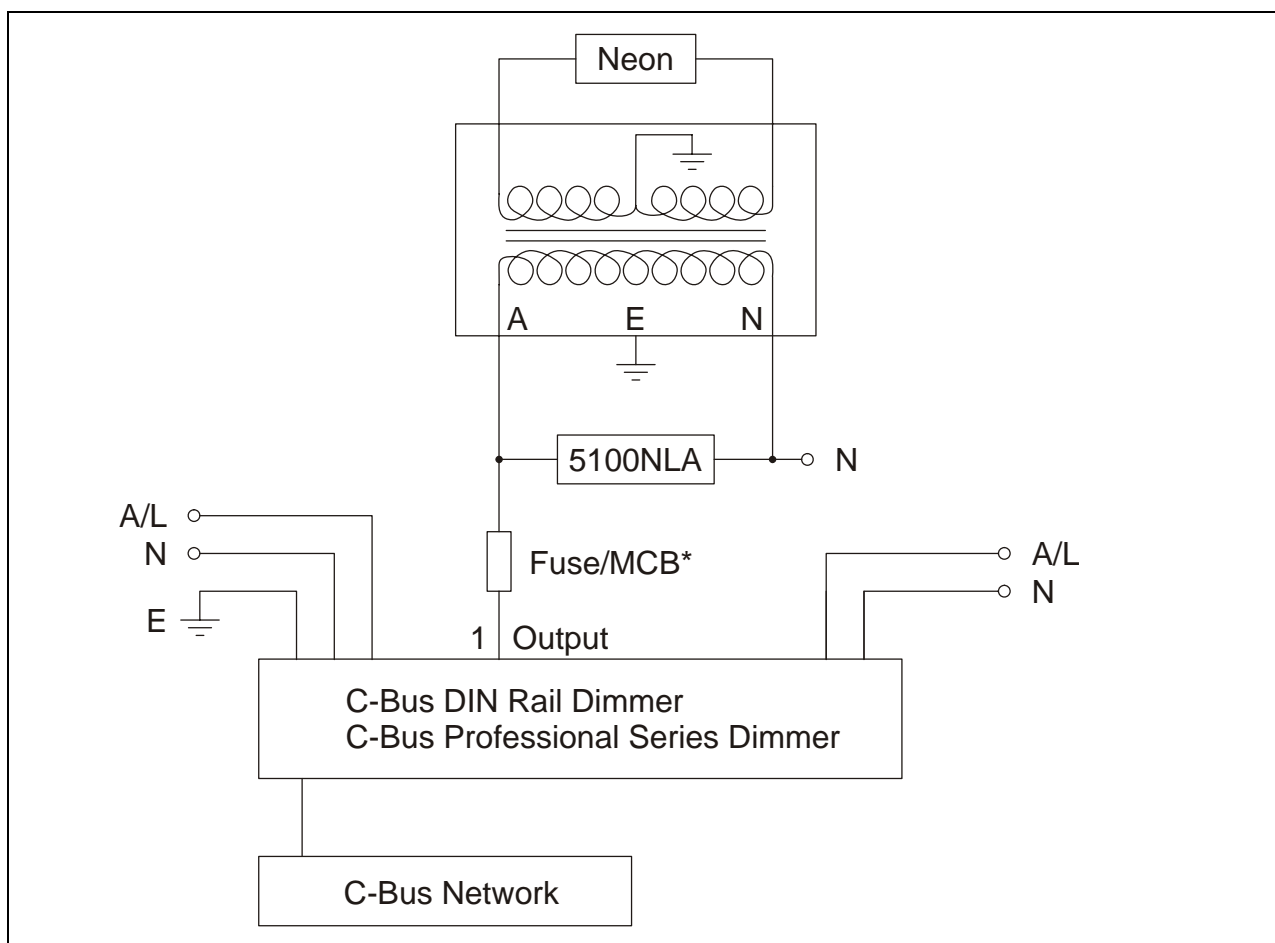 Neon
A E N
5100NLA N
A/L
N
E
Fuse/MCB*
A/L
N
1 Output
C-Bus DIN Rail Dimmer
C-Bus Professional Series Dimmer
C-Bus Network